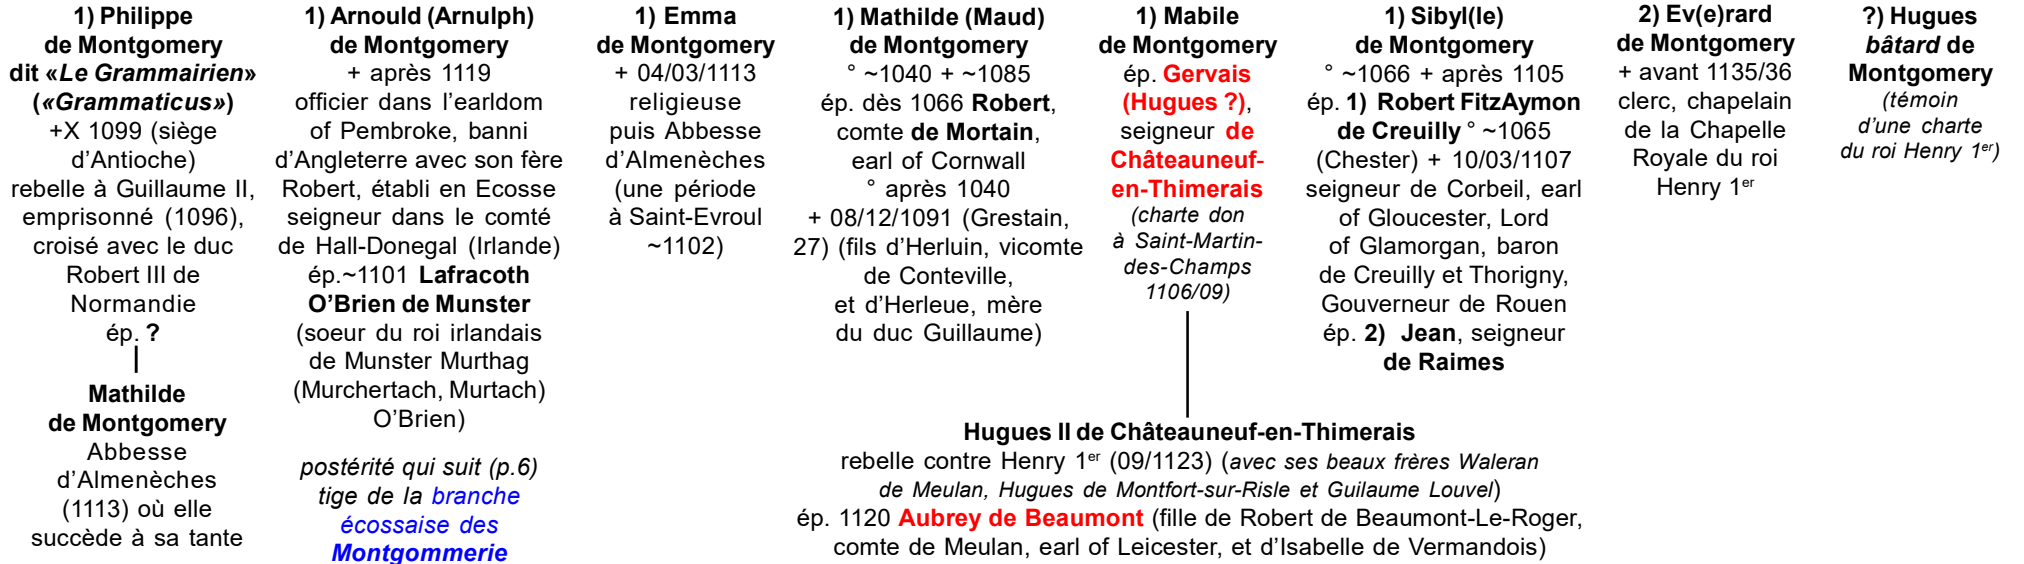 1) Philippe
de Montgomery
dit «Le Grammairien»
(«Grammaticus»)
+X 1099 (siège
d'Antioche)
rebelle à Guillaume II,
emprisonné (1096),
croisé avec le duc
Robert III de
Normandie
ép. ?
Mathilde
de Montgomery
Abbesse
d'Almenèches
(1113) où elle
succède à sa tante
1) Arnould (Arnulph)
de Montgomery
+ après 1119
officier dans l'earldom
of Pembroke, banni
d'Angleterre avec son fère
Robert, établi en Ecosse
seigneur dans le comté
de Hall-Donegal (Irlande)
ép.~1101 Lafracoth
O'Brien de Munster
(soeur du roi irlandais
de Munster Murthag
(Murchertach, Murtach)
O'Brien)
postérité qui suit (p.6)
tige de la branche
écossaise des
Montgommerie
1) Emma
de Montgomery
+ 04/03/1113
religieuse
puis Abbesse
d'Almenèches
(une période
à Saint-Evroul
~1102)
1) Mathilde (Maud)
de Montgomery
° ~1040 + ~1085
ép. dès 1066 Robert,
comte de Mortain,
earl of Cornwall
° après 1040
+ 08/12/1091 (Grestain,
27) (fils d'Herluin, vicomte
de Conteville,
et d'Herleue, mère
du duc Guillaume)
1) Mabile
de Montgomery
ép. Gervais
(Hugues ?),
seigneur de
Châteauneuf-
en-Thimerais
(charte don
à Saint-Martin-
des-Champs
1106/09)
1) Sibyl(le)
de Montgomery
° ~1066 + après 1105
ép. 1) Robert FitzAymon
de Creuilly ° ~1065
(Chester) + 10/03/1107
seigneur de Corbeil, earl
of Gloucester, Lord
of Glamorgan, baron
de Creuilly et Thorigny,
Gouverneur de Rouen
ép. 2) Jean, seigneur
de Raimes
2) Ev(e)rard
de Montgomery
+ avant 1135/36
clerc, chapelain
de la Chapelle
Royale du roi
Henry 1er
?) Hugues
bâtard de
Montgomery
(témoin
d'une charte
du roi Henry 1er)
Hugues II de Châteauneuf-en-Thimerais
rebelle contre Henry 1er (09/1123) (avec ses beaux frères Waleran
de Meulan, Hugues de Montfort-sur-Risle et Guilaume Louvel)
ép. 1120 Aubrey de Beaumont (fille de Robert de Beaumont-Le-Roger,
comte de Meulan, earl of Leicester, et d'Isabelle de Vermandois)